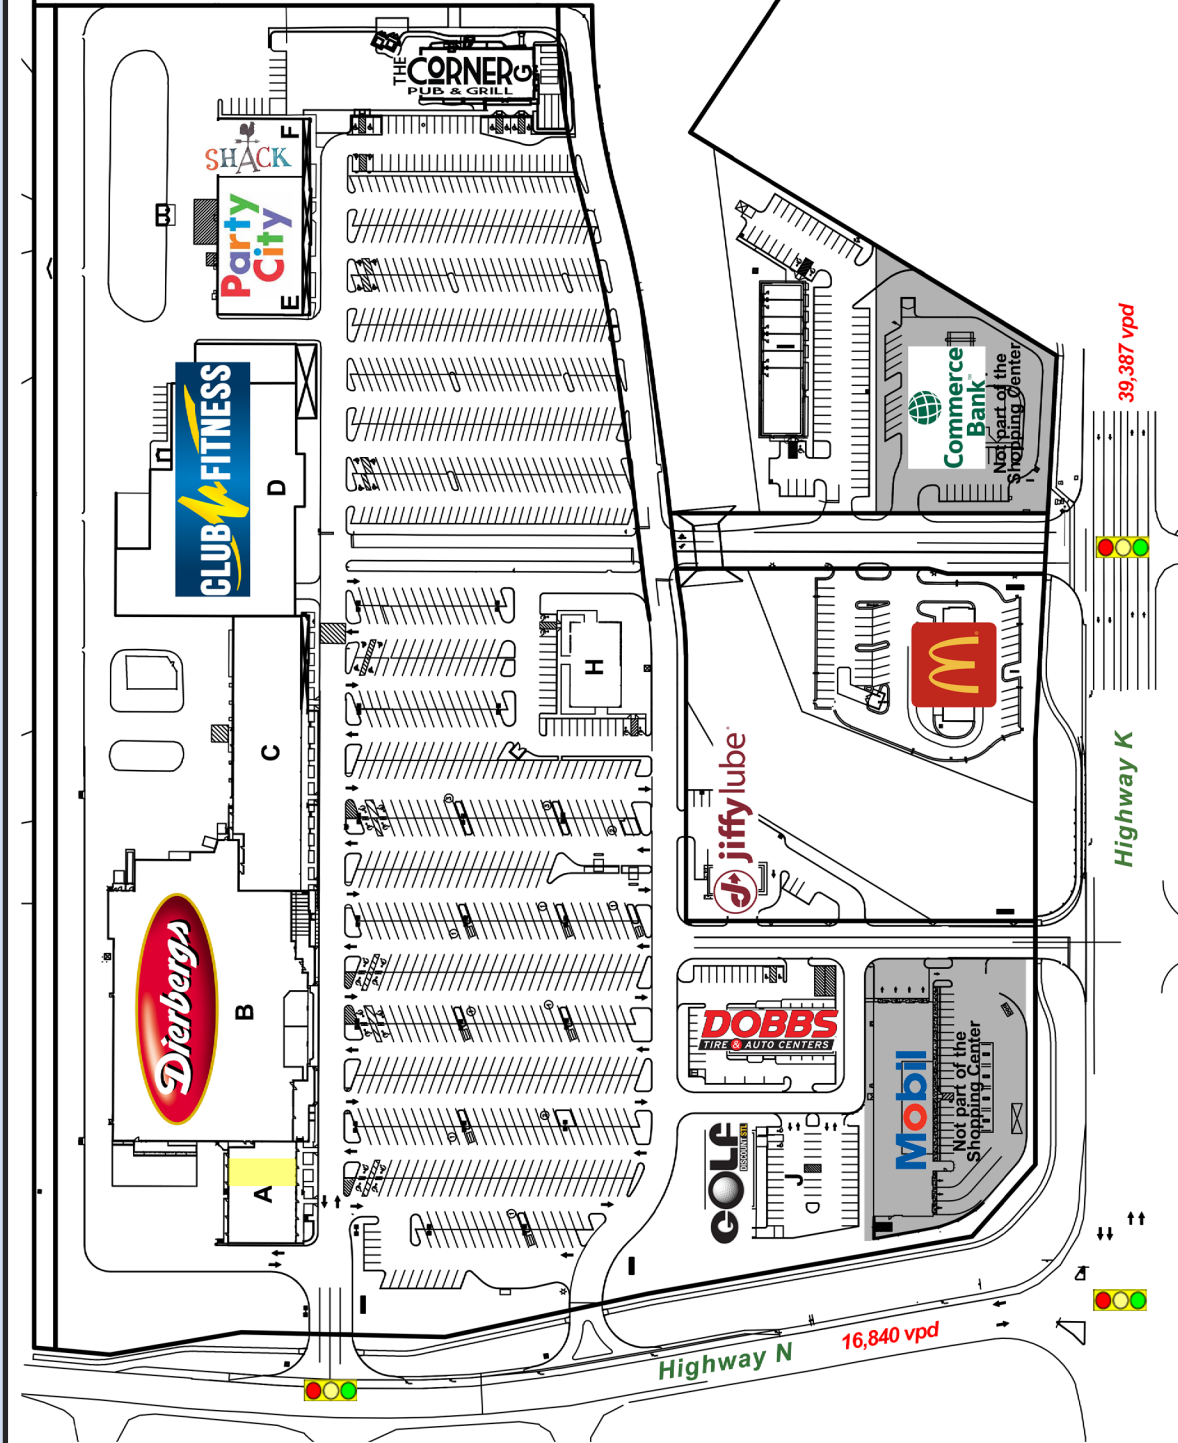 THE
CORNER
PUB & GRILL
G
F
SHACK
Party
City
E
CLUB FITNESS
D
C
Dierbergs
B
A
H
I
Commerce
Bank
Not part of the
Shopping Center
39,387 vpd
jiffy lube
Highway K
DOBBS
TIRE & AUTO CENTERS
Mobil
Not part of the
Shopping Center
GOLF
DISCOUNT STL
J
Highway N
16,840 vpd